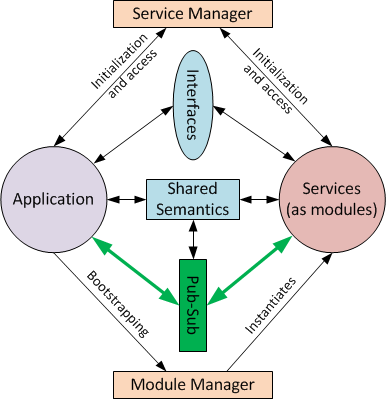 Service Manager
Initialization
and access
Initialization
and access
Interfaces
Application
Shared
Semantics
Services
(as modules)
Pub-Sub
Bootstrapping
Instantiates
Module Manager